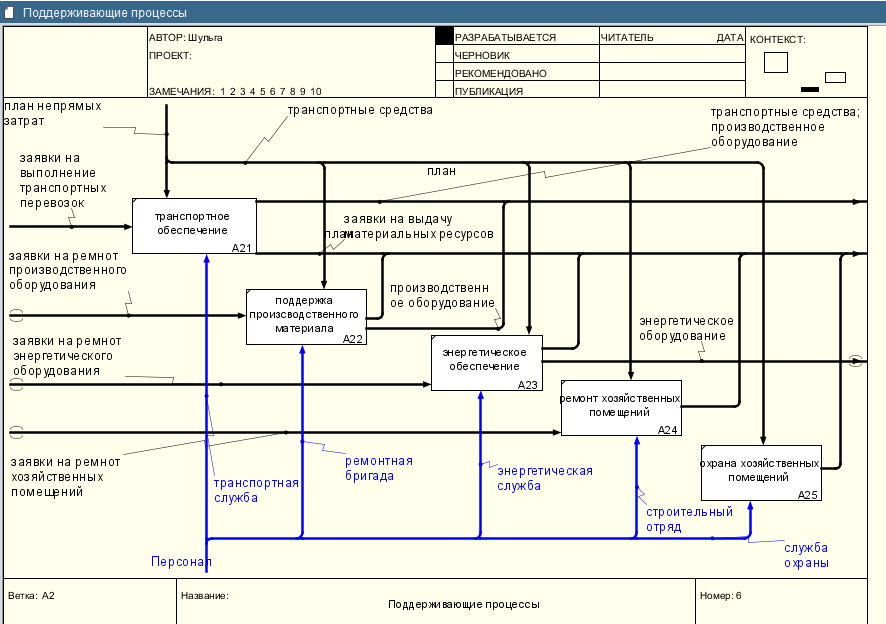 Поддерживающие процессы
АВТОР: Шульга
ПРОЕКТ:
ЗАМЕЧАНИЯ: 1 2 3 4 5 6 7 8 9 10
РАЗРАБАТЫВАЕТСЯ
ЧЕРНОВИК
РЕКОМЕНДОВАНО
ПУБЛИКАЦИЯ
ЧИТАТЕЛЬ
ДАТА
КОНТЕКСТ:
план непрямых
затрат
транспортные средства
транспортные средства;
производственное
оборудование
заявки на
выполнение
транспортных
перевозок
план
транспортное
обеспечение
A21
заявки на выдачу
материальных ресурсов
план
заявки на ремнот
производственного
оборудования
поддержка
произсводственного
материала
A22
производственн
ое оборудование
энергетическое
оборудование
заявки на ремнот
энергетического
оборудования
энергетическое
обеспечение
A23
ремонт хозяйственных
помещений
A24
заявки на ремнот
хозяйственных
помещений
охрана хозяйственных
помещений
A25
транспортная
служба
ремонтная
бригада
энергетическая
служба
строительный
отряд
служба
охраны
Персонал
Ветка: A2
Название:
Поддерживающие процессы
Номер: 6